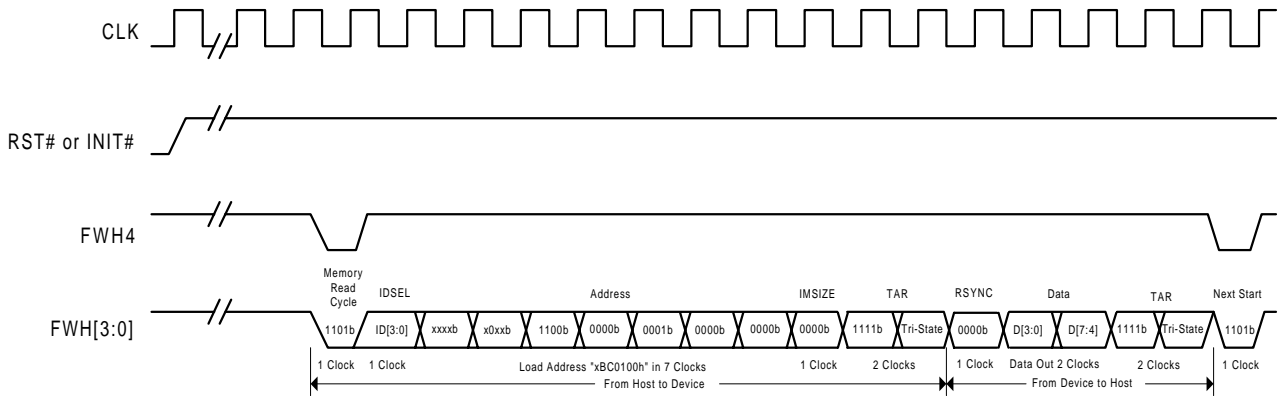 CLK
RST# or INIT#
FWH4
Memory
Read
Cycle
IDSEL Address IMSIZE TAR RSYNC Data TAR Next Start
FWH[3:0] 1101b ID[3:0] xxxxb x0xxb 1100b 0000b 0001b 0000b 0000b 0000b 1111b Tri-State 0000b D[3:0] D[7:4] 1111b Tri-State 1101b
1 Clock 1 Clock Load Address "xBC0100h" in 7 Clocks 1 Clock 2 Clocks 1 Clock Data Out 2 Clocks 2 Clocks 1 Clock
From Host to Device From Device to Host